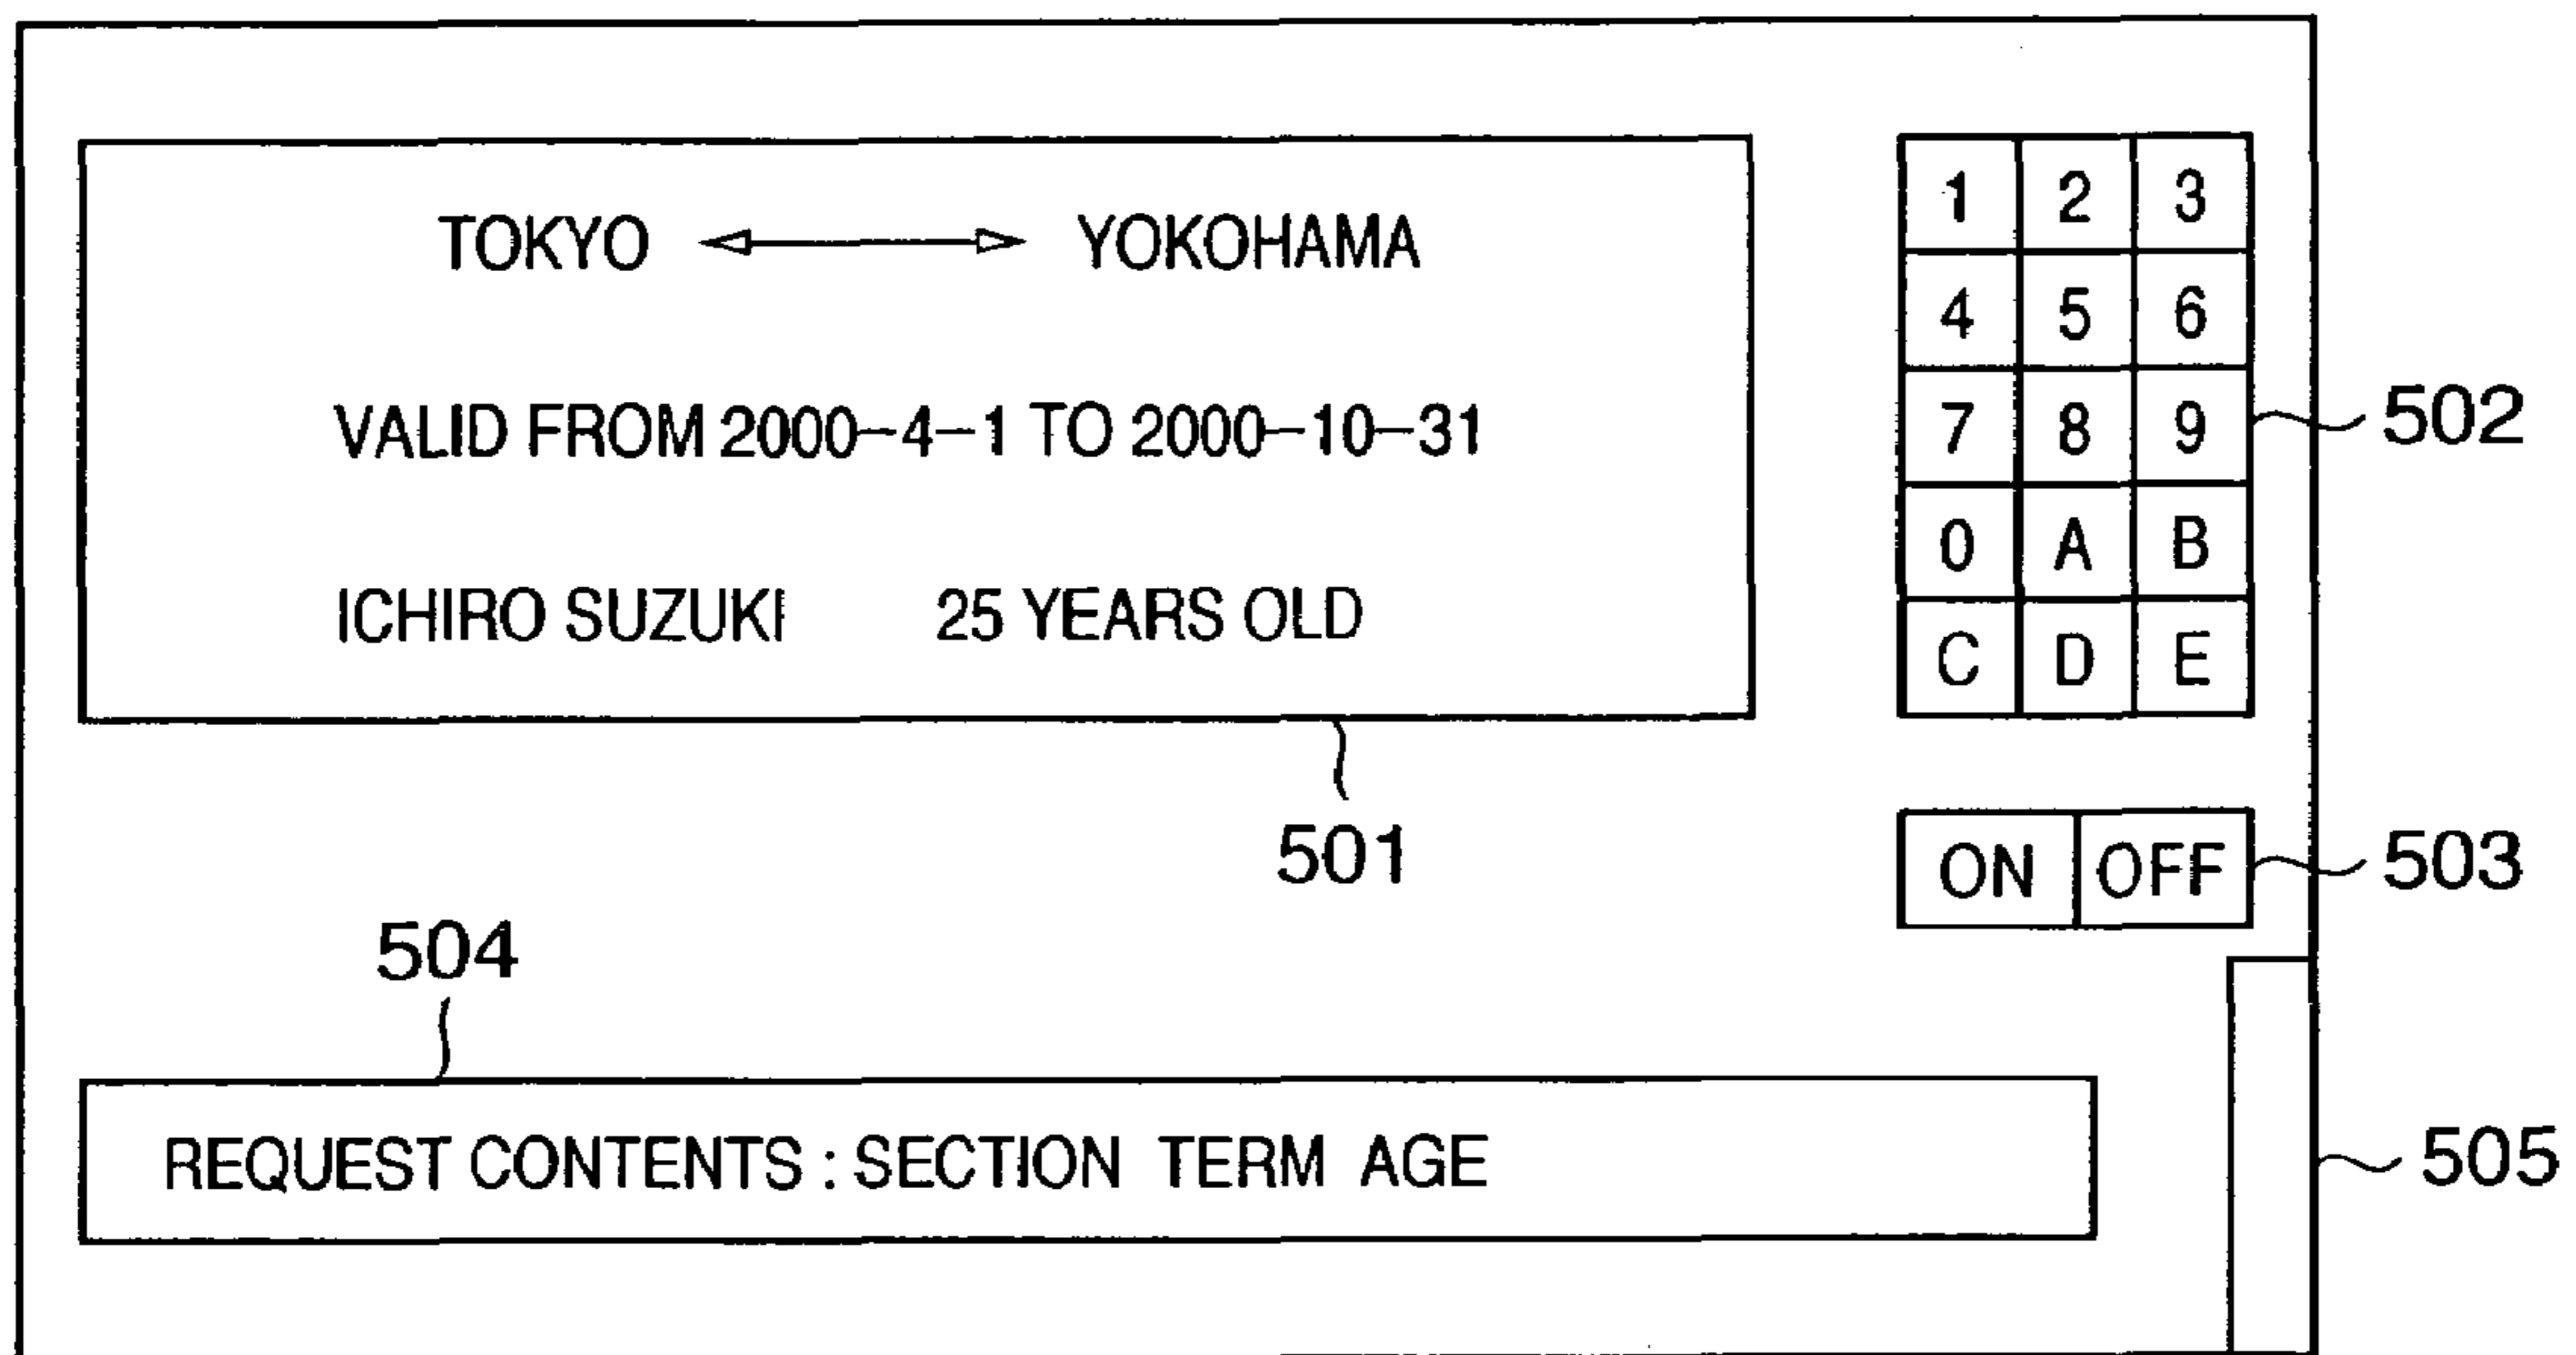 TOKYO ↔ YOKOHAMA
VALID FROM 2000-4-1 TO 2000-10-31
ICHIRO SUZUKI 25 YEARS OLD
501
1 2 3
4 5 6
7 8 9
0 A B
C D E
502
ON OFF
503
504
REQUEST CONTENTS : SECTION TERM AGE
505